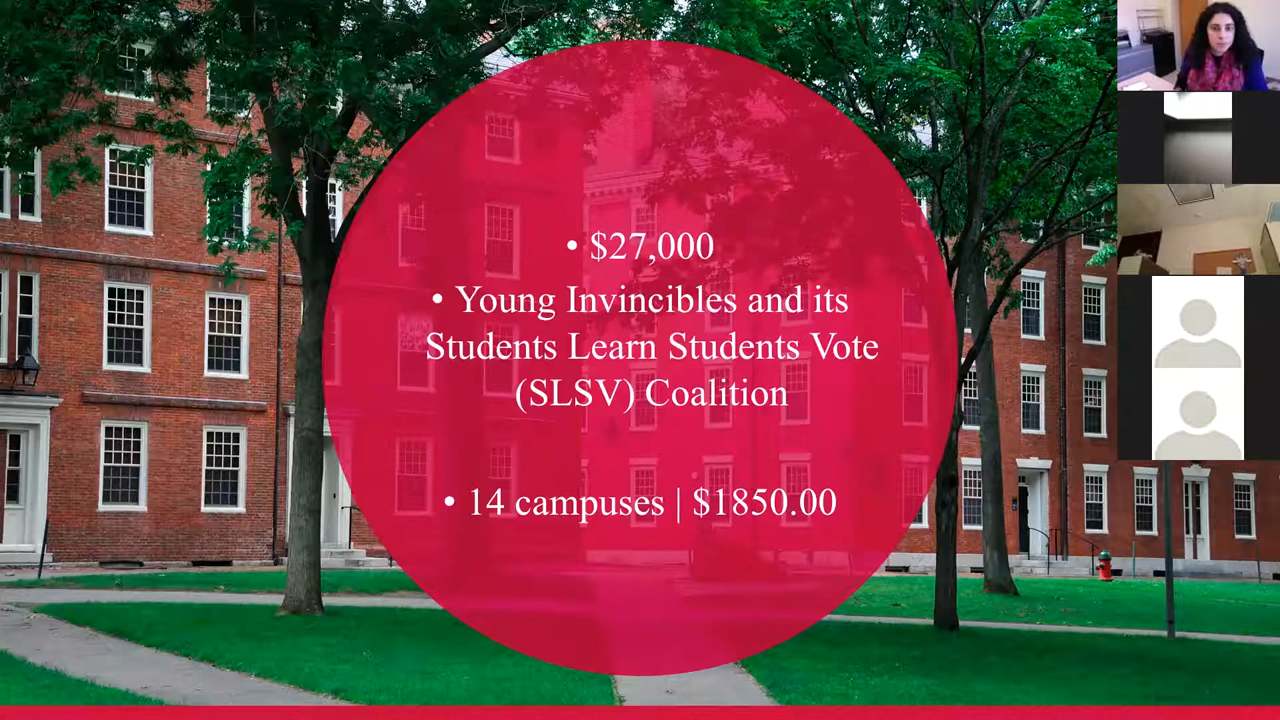 • $27,000
• Young Invincibles and its
Students Learn Students Vote
(SLSV) Coalition
• 14 campuses | $1850.00